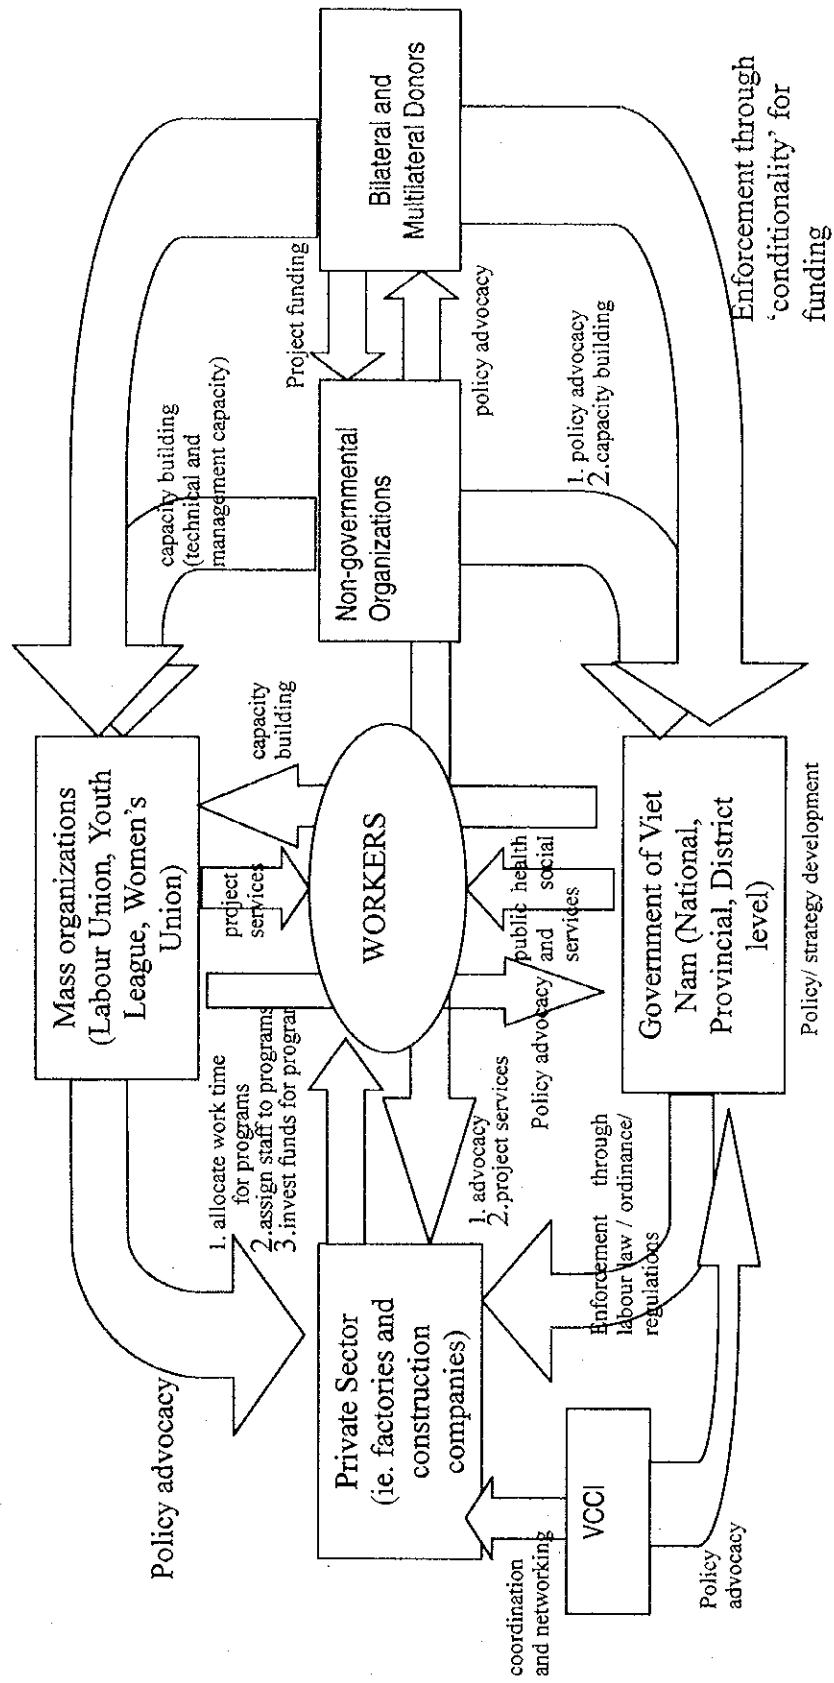 Policy advocacy
Mass organizations
(Labour Union, Youth
League, Women's
Union)
capacity building
(technical and
management capacity)
1. allocate work time
for programs
2.assign staff to programs
3.invest funds for program
project
services
capacity
building
Private Sector
(ie. factories and
construction
companies)
WORKERS
Non-governmental
Organizations
Project funding
policy advocacy
Bilateral and
Multilateral Donors
1. advocacy
2. project services
Policy advocacy
public health
and social
services
1. policy advocacy
2. capacity building
coordination
and networking
VCCI
Enforcement through
labour law / ordinance/
regulations
Government of Viet
Nam (National,
Provincial, District
level)
Policy
advocacy
Policy/ strategy development
Enforcement through
‘conditionality’ for
funding